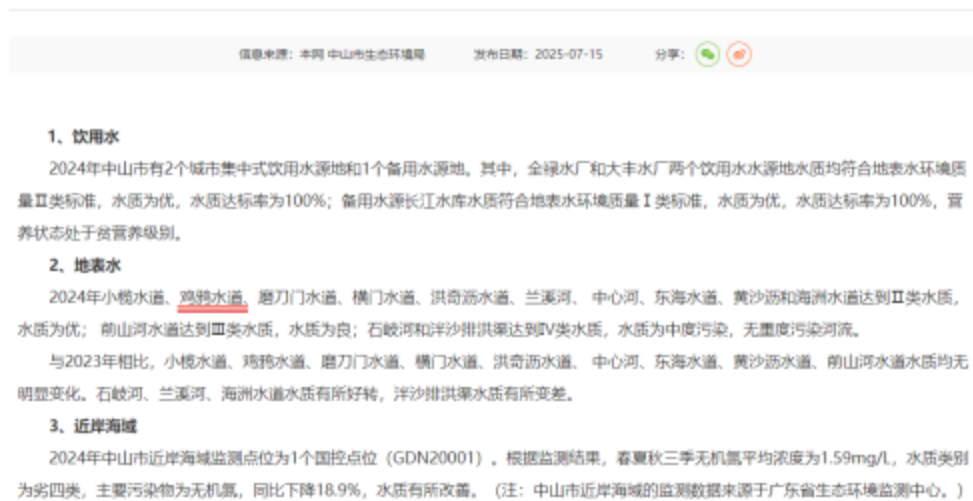 信息来源：本网 中山市生态环境局 发布日期：2025-07-15 分享：
1、饮用水
2024年中山市有2个城市集中式饮用水源地和1个备用水源地。其中，全禄水厂和大丰水厂两个饮用水水源地水质均符合地表水环境质
量Ⅱ类标准，水质为优，水质达标率为100%；备用水源长江水库水质符合地表水环境质量Ⅰ类标准，水质为优，水质达标率为100%，营
养状态处于贫营养级别。
2、地表水
2024年小榄水道、鸡鸦水道、磨刀门水道、横门水道、洪奇沥水道、兰溪河、 中心河、东海水道、黄沙沥和海洲水道达到Ⅱ类水质，
水质为优； 前山河水道达到Ⅲ类水质，水质为良；石岐河和泮沙排洪渠达到Ⅳ类水质，水质为中度污染，无重度污染河流。
与2023年相比，小榄水道、鸡鸦水道、磨刀门水道、横门水道、洪奇沥水道、 中心河、东海水道、黄沙沥水道、前山河水道水质均无
明显变化。石岐河、兰溪河、海洲水道水质有所好转，泮沙排洪渠水质有所变差。
3、近岸海域
2024年中山市近岸海域监测点位为1个国控点位（GDN20001）。根据监测结果，春夏秋三季无机氮平均浓度为1.59mg/L，水质类别
为劣四类，主要污染物为无机氮，同比下降18.9%，水质有所改善。（注：中山市近岸海域的监测数据来源于广东省生态环境监测中心。）